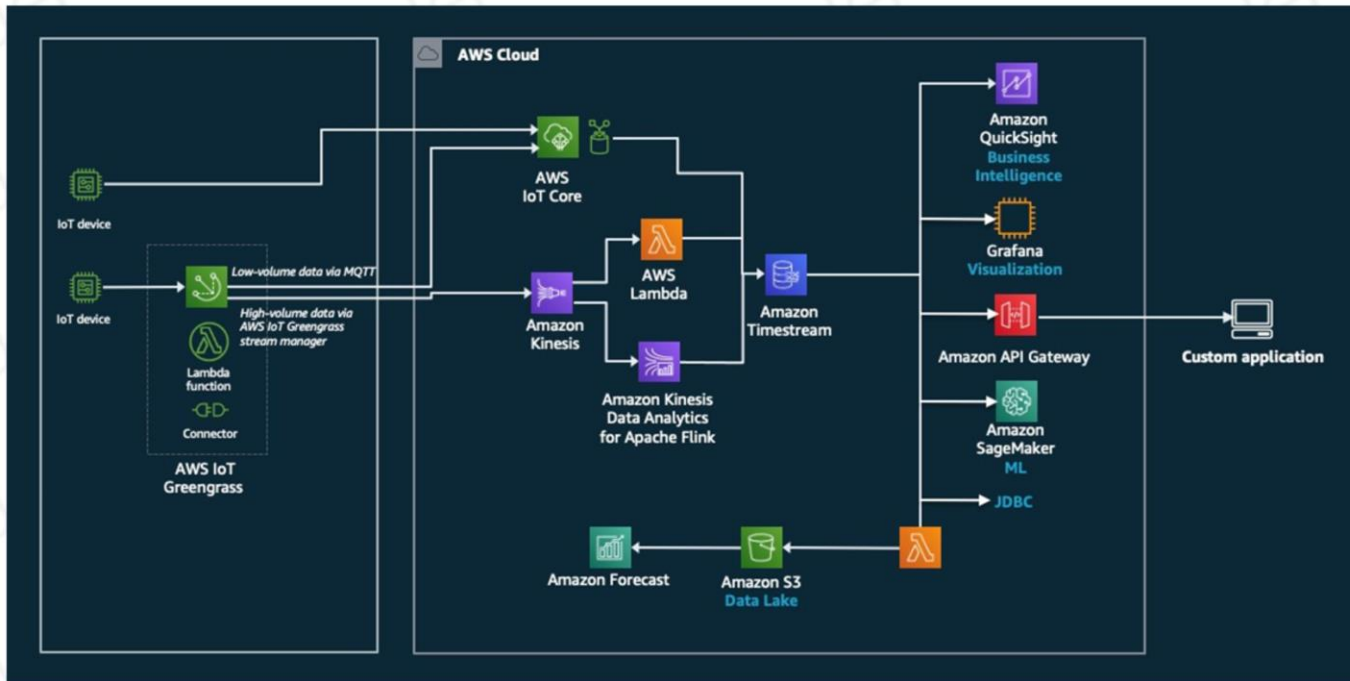 AWS Cloud
IoT device
IoT device
Low-volume data via MQTT
High-volume data via
AWS IoT Greengrass
stream manager
Lambda
function
Connector
AWS IoT
Greengrass
AWS
IoT Core
Amazon
Kinesis
AWS
Lambda
Amazon Kinesis
Data Analytics
for Apache Flink
Amazon
Timestream
Amazon
QuickSight
Business
Intelligence
Grafana
Visualization
Amazon API Gateway
Custom application
Amazon
SageMaker
ML
JDBC
Amazon S3
Data Lake
Amazon Forecast